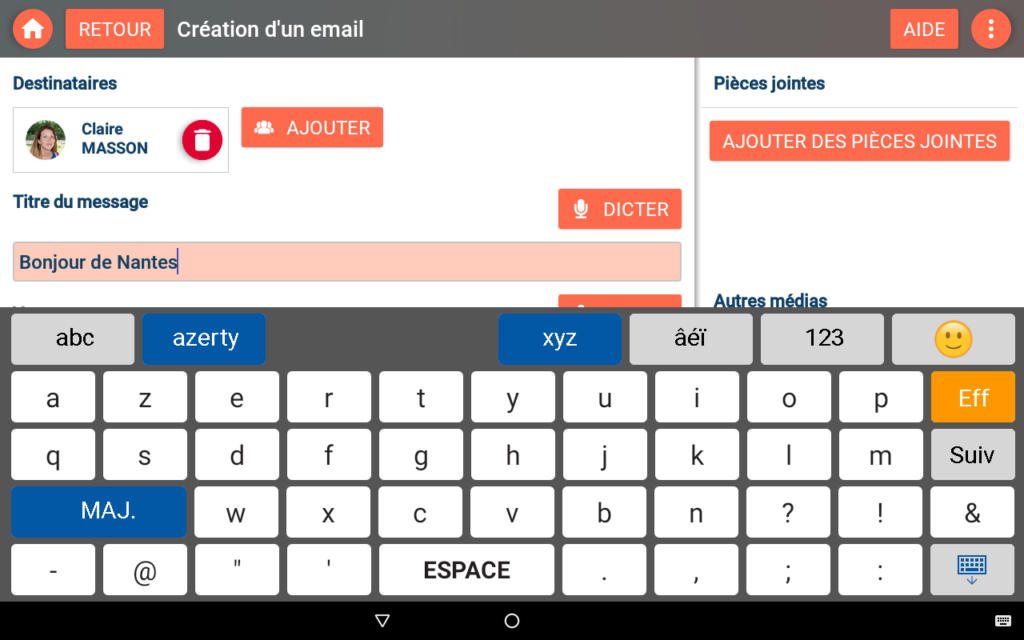 RETOUR Création d'un email AIDE
Destinataires
Claire
MASSON
AJOUTER
Titre du message
DICTER
Bonjour de Nantes
Pièces jointes
AJOUTER DES PIÈCES JOINTES
Autres médias
abc azerty xyz âéï 123
a z e r t y u i o p Eff
q s d f g h j k l m Suiv
MAJ. w x c v b n ? ! &
- @ " ' ESPACE . , ; :